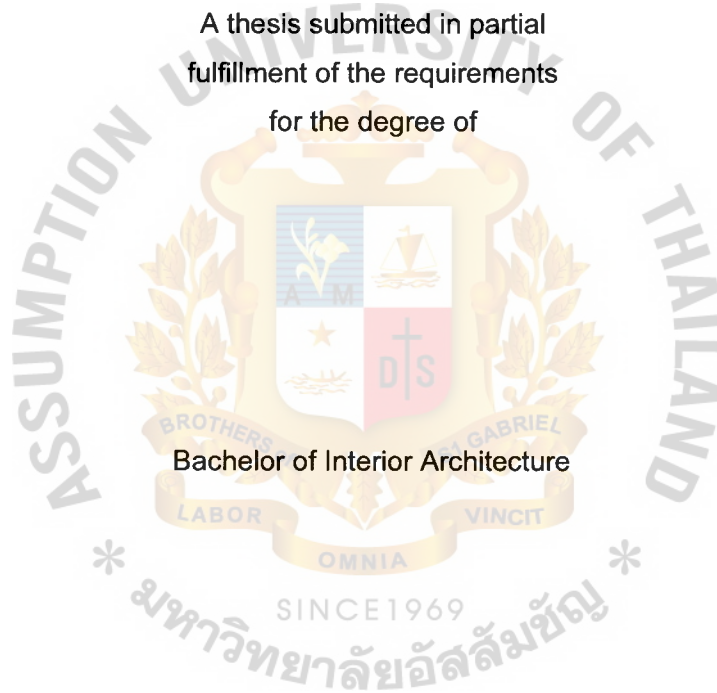 A thesis submitted in partial
fulfillment of the requirements
for the degree of
ASSUMPTION UNIVERSITY OF THAILAND
A M
D S
BROTHERS GABRIEL
Bachelor of Interior Architecture
LABOR OMNIA VINCIT
SINCE1969
* มหาวิทยาลัยอัสสัมชัญ *